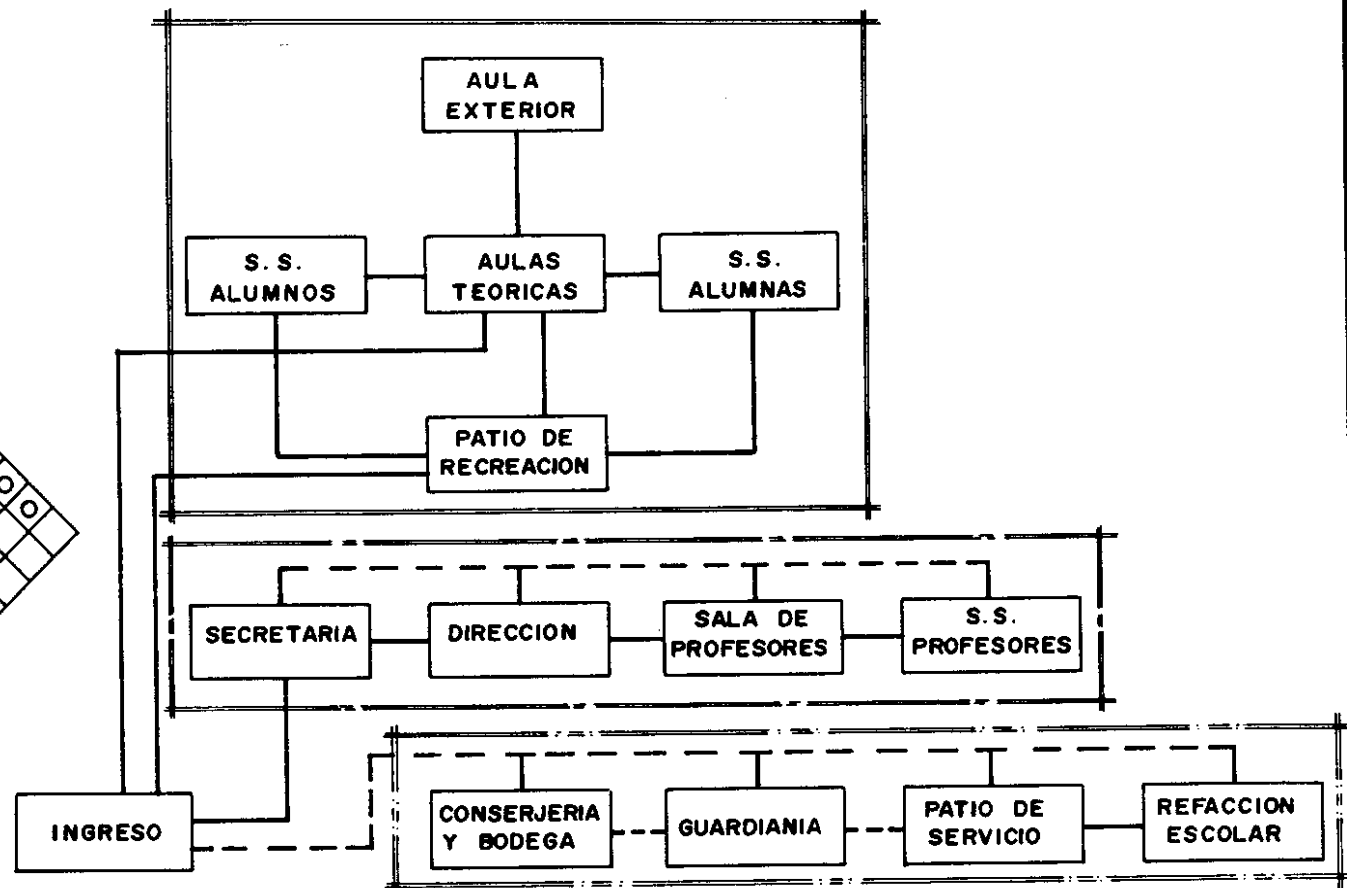 AULA
EXTERIOR
S. S.
ALUMNOS
AULAS
TEORICAS
S.S.
ALUMNAS
PATIO DE
RECREACION
O
O
SECRETARIA
DIRECCION
SALA DE
PROFESORES
S.S.
PROFESORES
INGRESO
CONSERJERIA
Y BODEGA
GUARDIANIA
PATIO DE
SERVICIO
REFACCION
ESCOLAR